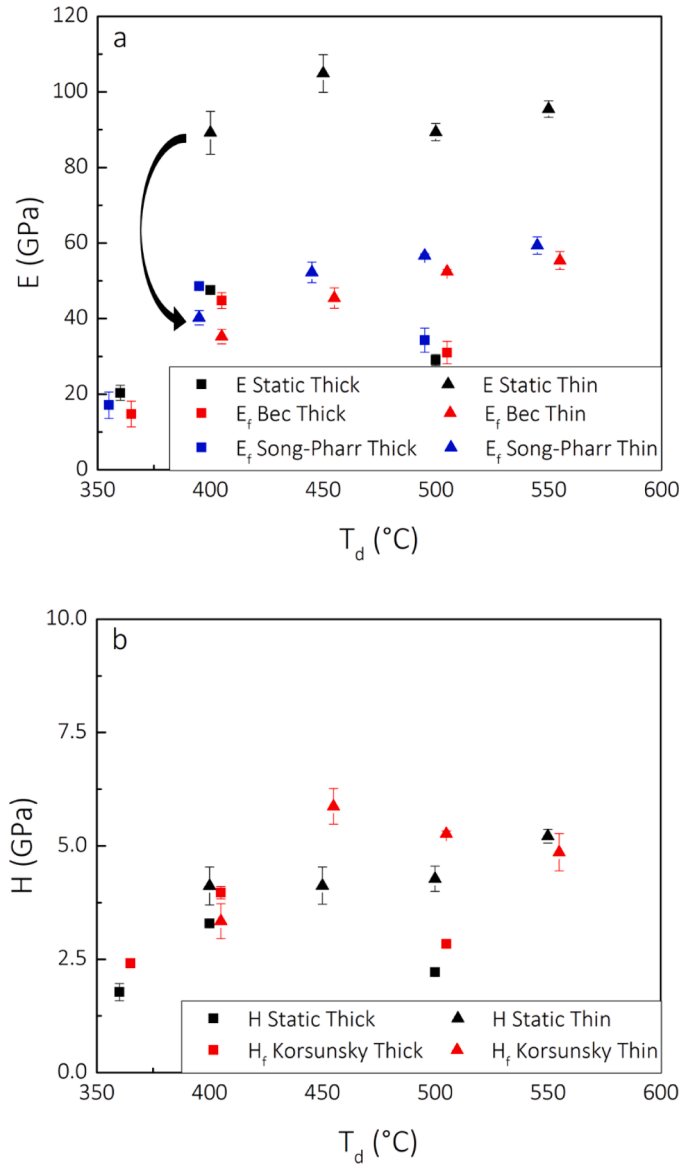 120
a
100
80
60
40
20
0
E (GPa)
E Static Thick
E Static Thin
E_f Bec Thick
E_f Bec Thin
E_f Song-Pharr Thick
E_f Song-Pharr Thin
350 400 450 500 550 600
T_d (°C)
10.0
b
7.5
5.0
2.5
0.0
H (GPa)
H Static Thick
H Static Thin
H_f Korsunsky Thick
H_f Korsunsky Thin
350 400 450 500 550 600
T_d (°C)